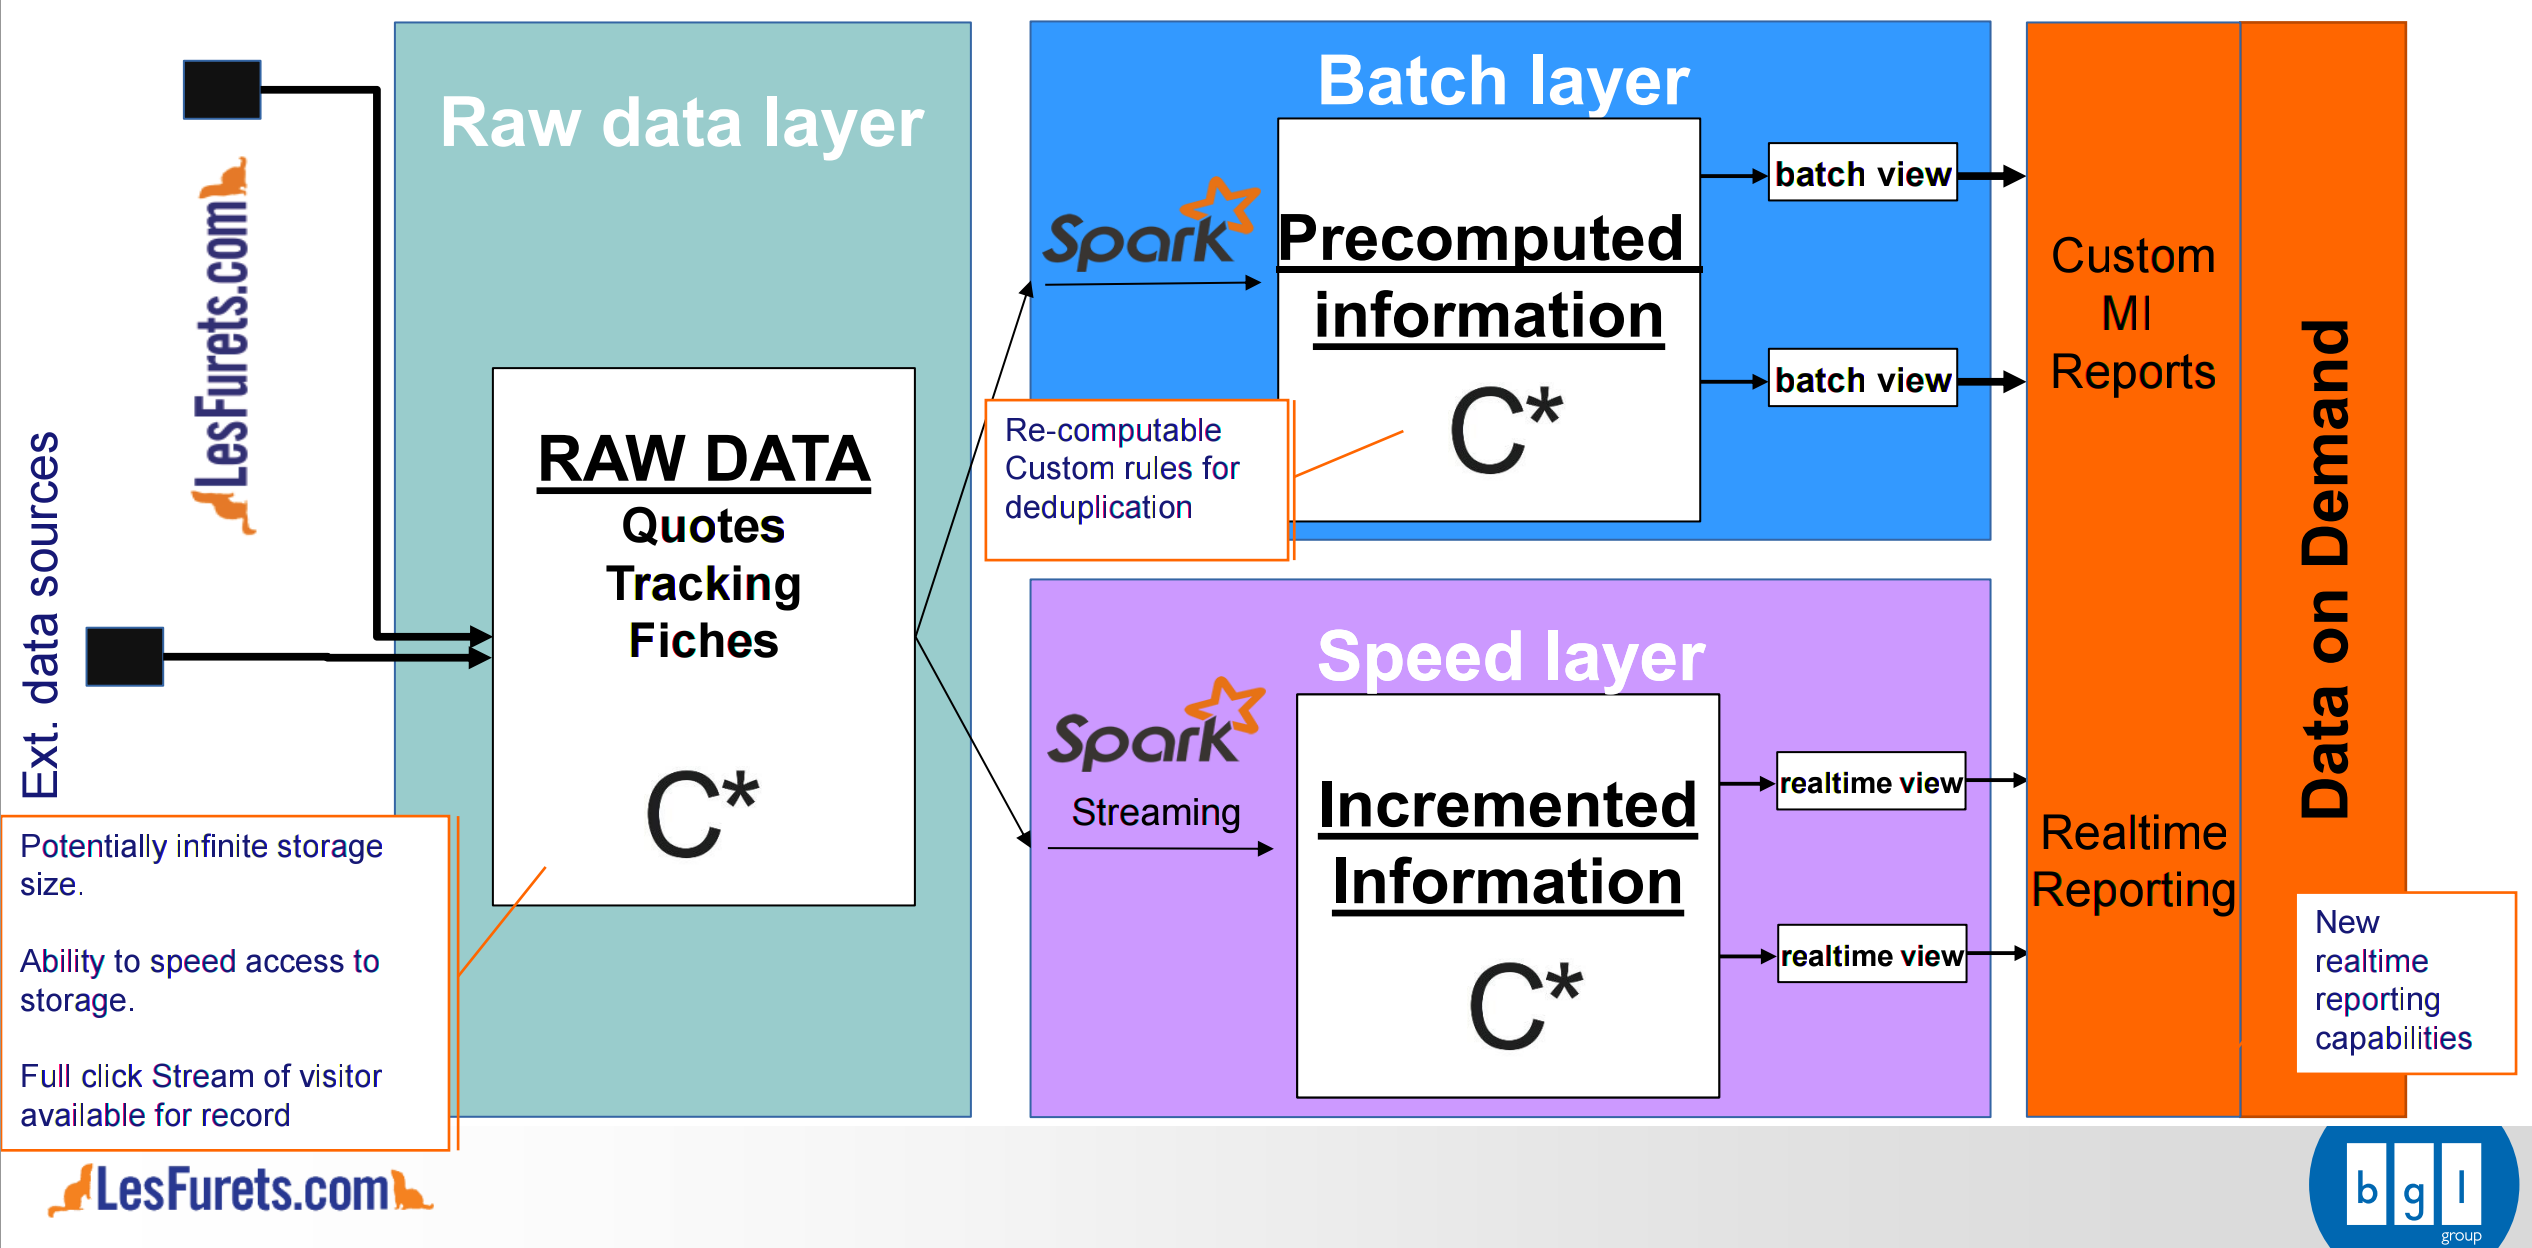 Ext. data sources
LesFurets.com
Raw data layer
RAW DATA
Quotes
Tracking
Fiches
C*
Potentially infinite storage
size.
Ability to speed access to
storage.
Full click Stream of visitor
available for record
Batch layer
Spark
Precomputed
information
C*
Re-computable
Custom rules for
deduplication
batch view
batch view
Speed layer
Spark
Streaming
Incremented
Information
C*
realtime view
realtime view
Custom
MI
Reports
Realtime
Reporting
Data on Demand
New
realtime
reporting
capabilities
LesFurets.com
bgl
group